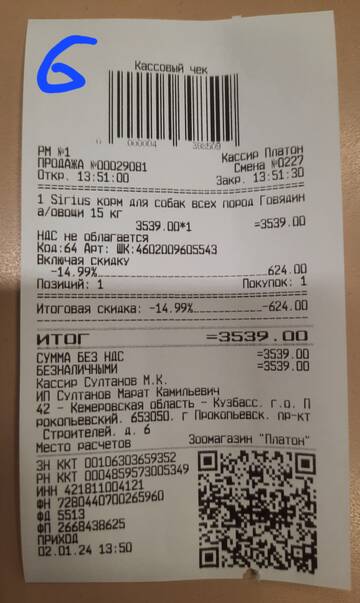 6
Кассовый чек
0 000004 398509
РМ №1 Кассир Платон
ПРОДАЖА №00029081 Смена №0227
Откр. 13:51:00 Закр. 13:51:30
1 Sirius корм для собак всех пород Говядин
а/овощи 15 кг
3539.00*1 =3539.00
НДС не облагается
Код:64 Арт: ШК:4602009605543
Включая скидку
-14.99% 624.00
Позиций: 1 Покупок: 1
Итоговая скидка: -14.99% -624.00
ИТОГ =3539.00
СУММА БЕЗ НДС =3539.00
БЕЗНАЛИЧНЫМИ =3539.00
Кассир Султанов М.К.
ИП Султанов Марат Камильевич
42 - Кемеровская область - Кузбасс. г.о. П
рокопьевский. 653050. г Прокопьевск. пр-кт
Строителей. д. 6
Место расчетов Зоомагазин "Платон"
ЗН ККТ 00106303659352
РН ККТ 0004859573005349
ИНН 421811004121
ФН 7280440700265960
ФД 5513
ФП 2668438625
ПРИХОД
02.01.24 13:50